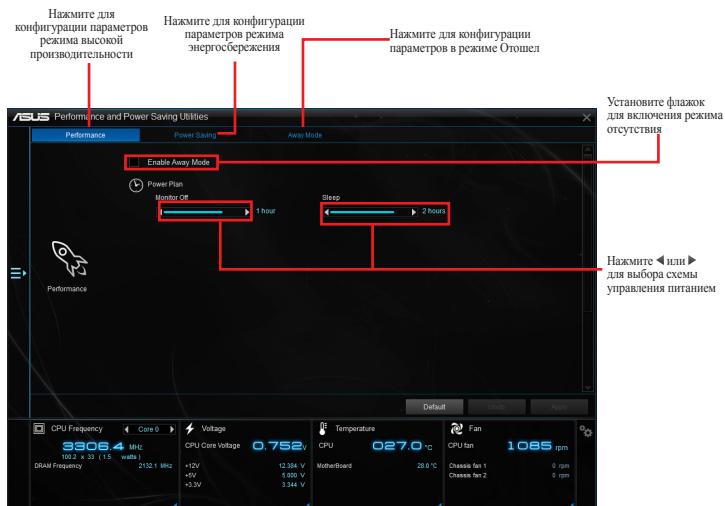 Нажмите для
конфигурации параметров
режима высокой
производительности
Нажмите для конфигурации
параметров режима
энергосбережения
Нажмите для конфигурации
параметров в режиме Отошел
Установите флажок
для включения режима
отсутствия
ASUS Performance and Power Saving Utilities
Performance
Power Saving
Away Mode
Enable Away Mode
Power Plan
Monitor Off
Sleep
1 hour
2 hours
Performance
Нажмите ◀ или ▶
для выбора схемы
управления питанием
Default
Undo
Apply
CPU Frequency
Core 0
3306.4 MHz
100.2 x 33 ( 1.5 watts )
DRAM Frequency 2132.1 MHz
Voltage
CPU Core Voltage 0.752 V
+12V 12.384 V
+5V 5.000 V
+3.3V 3.344 V
Temperature
CPU 027.0 °C
MotherBoard 28.0 °C
Fan
CPU fan 1085 rpm
Chassis fan 1 0 rpm
Chassis fan 2 0 rpm